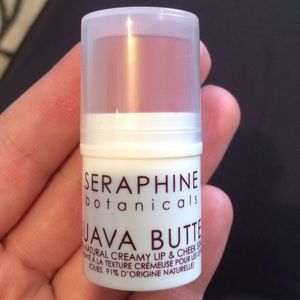 SERAPHINE
botanicals
UAVA BUTTE
NATURAL CREAMY LIP & CHEEK
À LA TEXTURE CRÉMEUSE POUR LES
JOUES 91% D'ORIGINE NATURELLE